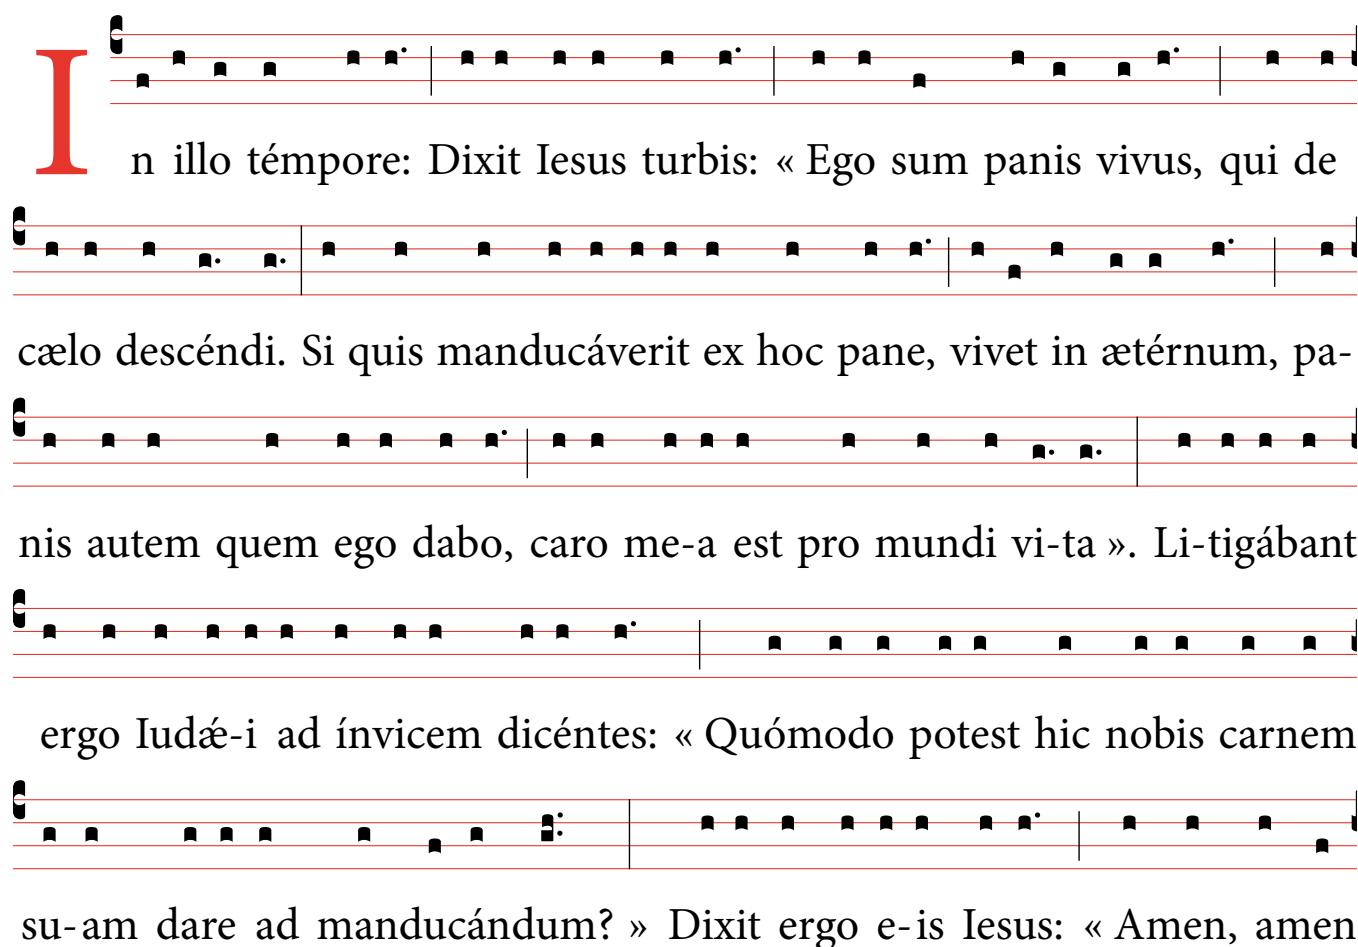 In illo témpore: Dixit Iesus turbis: « Ego sum panis vivus, qui de
cælo descéndi. Si quis manducáverit ex hoc pane, vivet in ætérnum, pa-
nis autem quem ego dabo, caro me-a est pro mundi vi-ta ». Li-tigábant
ergo Iudǽ-i ad ínvicem dicéntes: « Quómodo potest hic nobis carnem
su-am dare ad manducándum? » Dixit ergo e-is Iesus: « Amen, amen